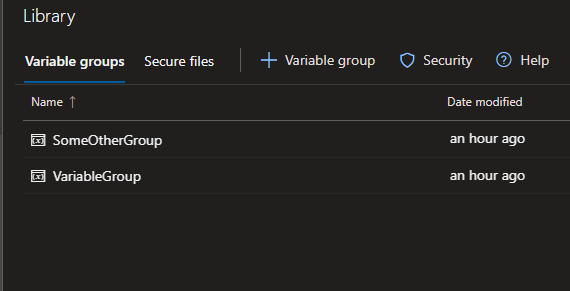 Library
Variable groups Secure files + Variable group Security ? Help
Name ↑ Date modified
(x) SomeOtherGroup an hour ago
(x) VariableGroup an hour ago